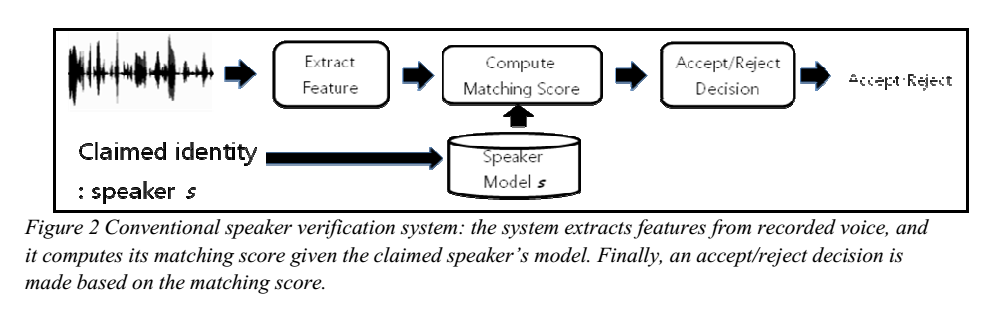 Extract
Feature
Compute
Matching Score
Accept/Reject
Decision
Accept/Reject
Claimed identity
: speaker s
Speaker
Model s
Figure 2 Conventional speaker verification system: the system extracts features from recorded voice, and
it computes its matching score given the claimed speaker’s model. Finally, an accept/reject decision is
made based on the matching score.